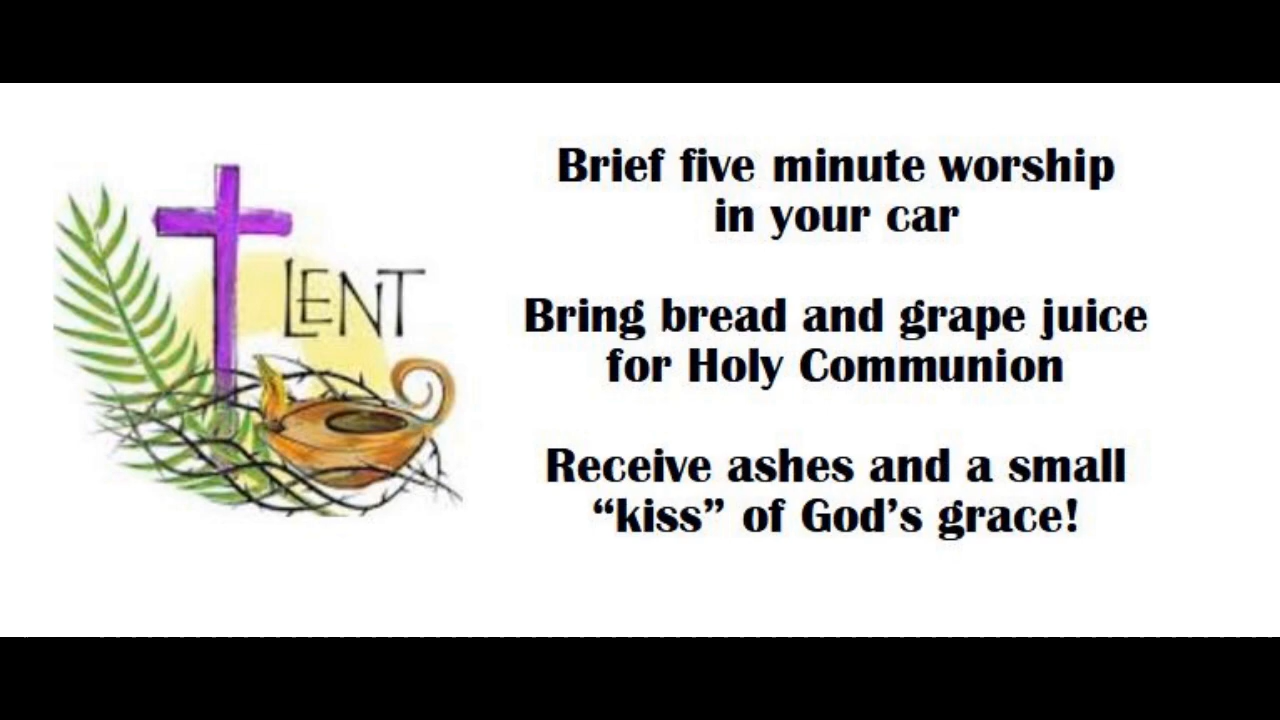 LENT
Brief five minute worship
in your car
Bring bread and grape juice
for Holy Communion
Receive ashes and a small
“kiss” of God’s grace!